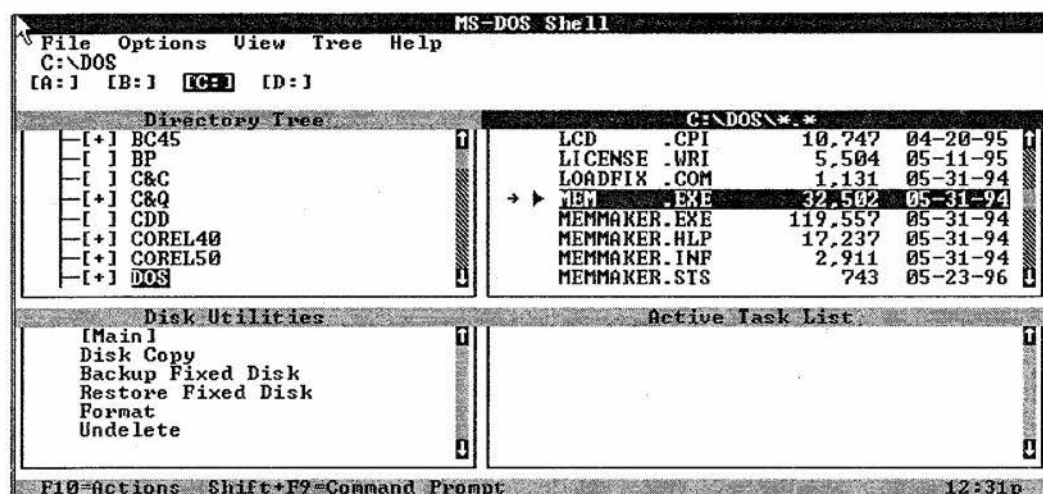 MS-DOS Shell
File Options View Tree Help
C:\DOS
[A:] [B:] [C:] [D:]
Directory Tree
[+] BC45
[ ] BP
[ ] C&C
[+] C&Q
[ ] CDD
[+] COREL40
[+] COREL50
[+] DOS
C:\DOS\*.*
LCD .CPI 10,747 04-20-95
LICENSE .WRI 5,504 05-11-95
LOADFIX .COM 1,131 05-31-94
MEM .EXE 32,502 05-31-94
MEMMAKER.EXE 119,557 05-31-94
MEMMAKER.HLP 17,237 05-31-94
MEMMAKER.INF 2,911 05-31-94
MEMMAKER.STS 743 05-23-96
Disk Utilities
[Main]
Disk Copy
Backup Fixed Disk
Restore Fixed Disk
Format
Undelete
Active Task List
F10=Actions Shift+F9=Command Prompt 12:31p